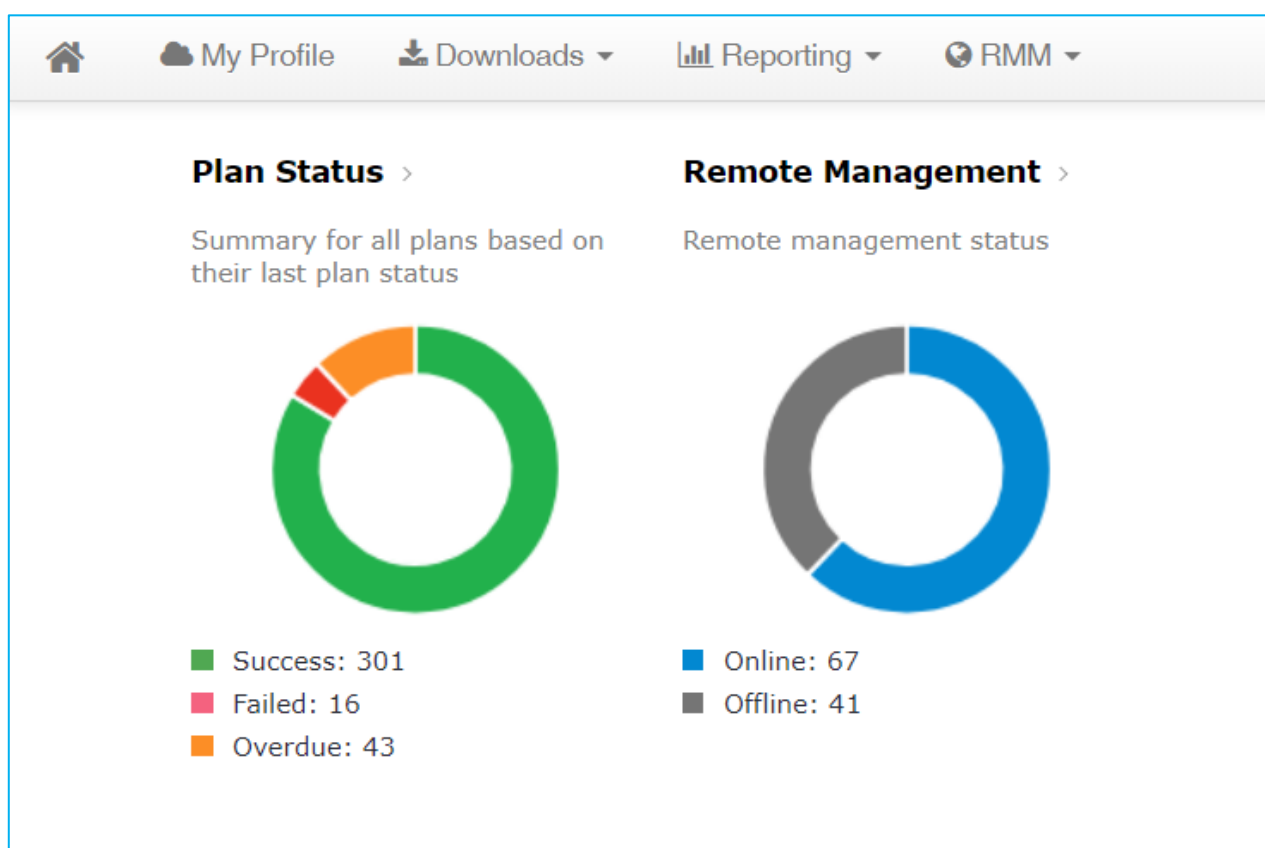 My Profile Downloads Reporting RMM
Plan Status >
Summary for all plans based on
their last plan status
Success: 301
Failed: 16
Overdue: 43
Remote Management >
Remote management status
Online: 67
Offline: 41